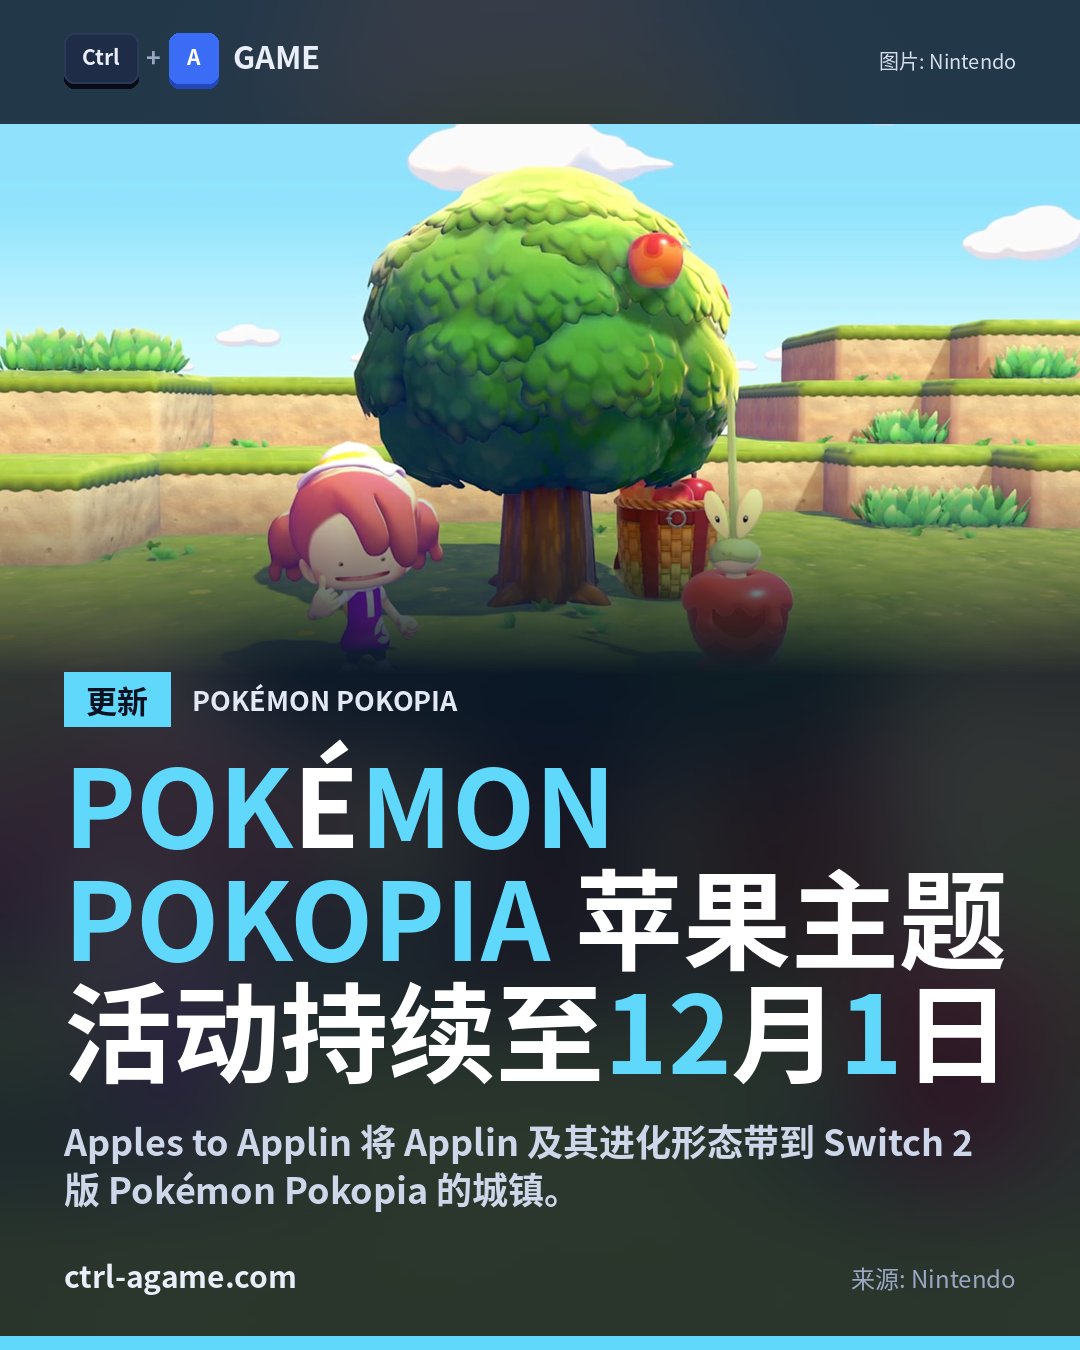 Ctrl + A GAME
图片: Nintendo
更新 POKÉMON POKOPIA
POKÉMON
POKOPIA 苹果主题
活动持续至12月1日
Apples to Applin 将 Applin 及其进化形态带到 Switch 2
版 Pokémon Pokopia 的城镇。
ctrl-agame.com
来源: Nintendo